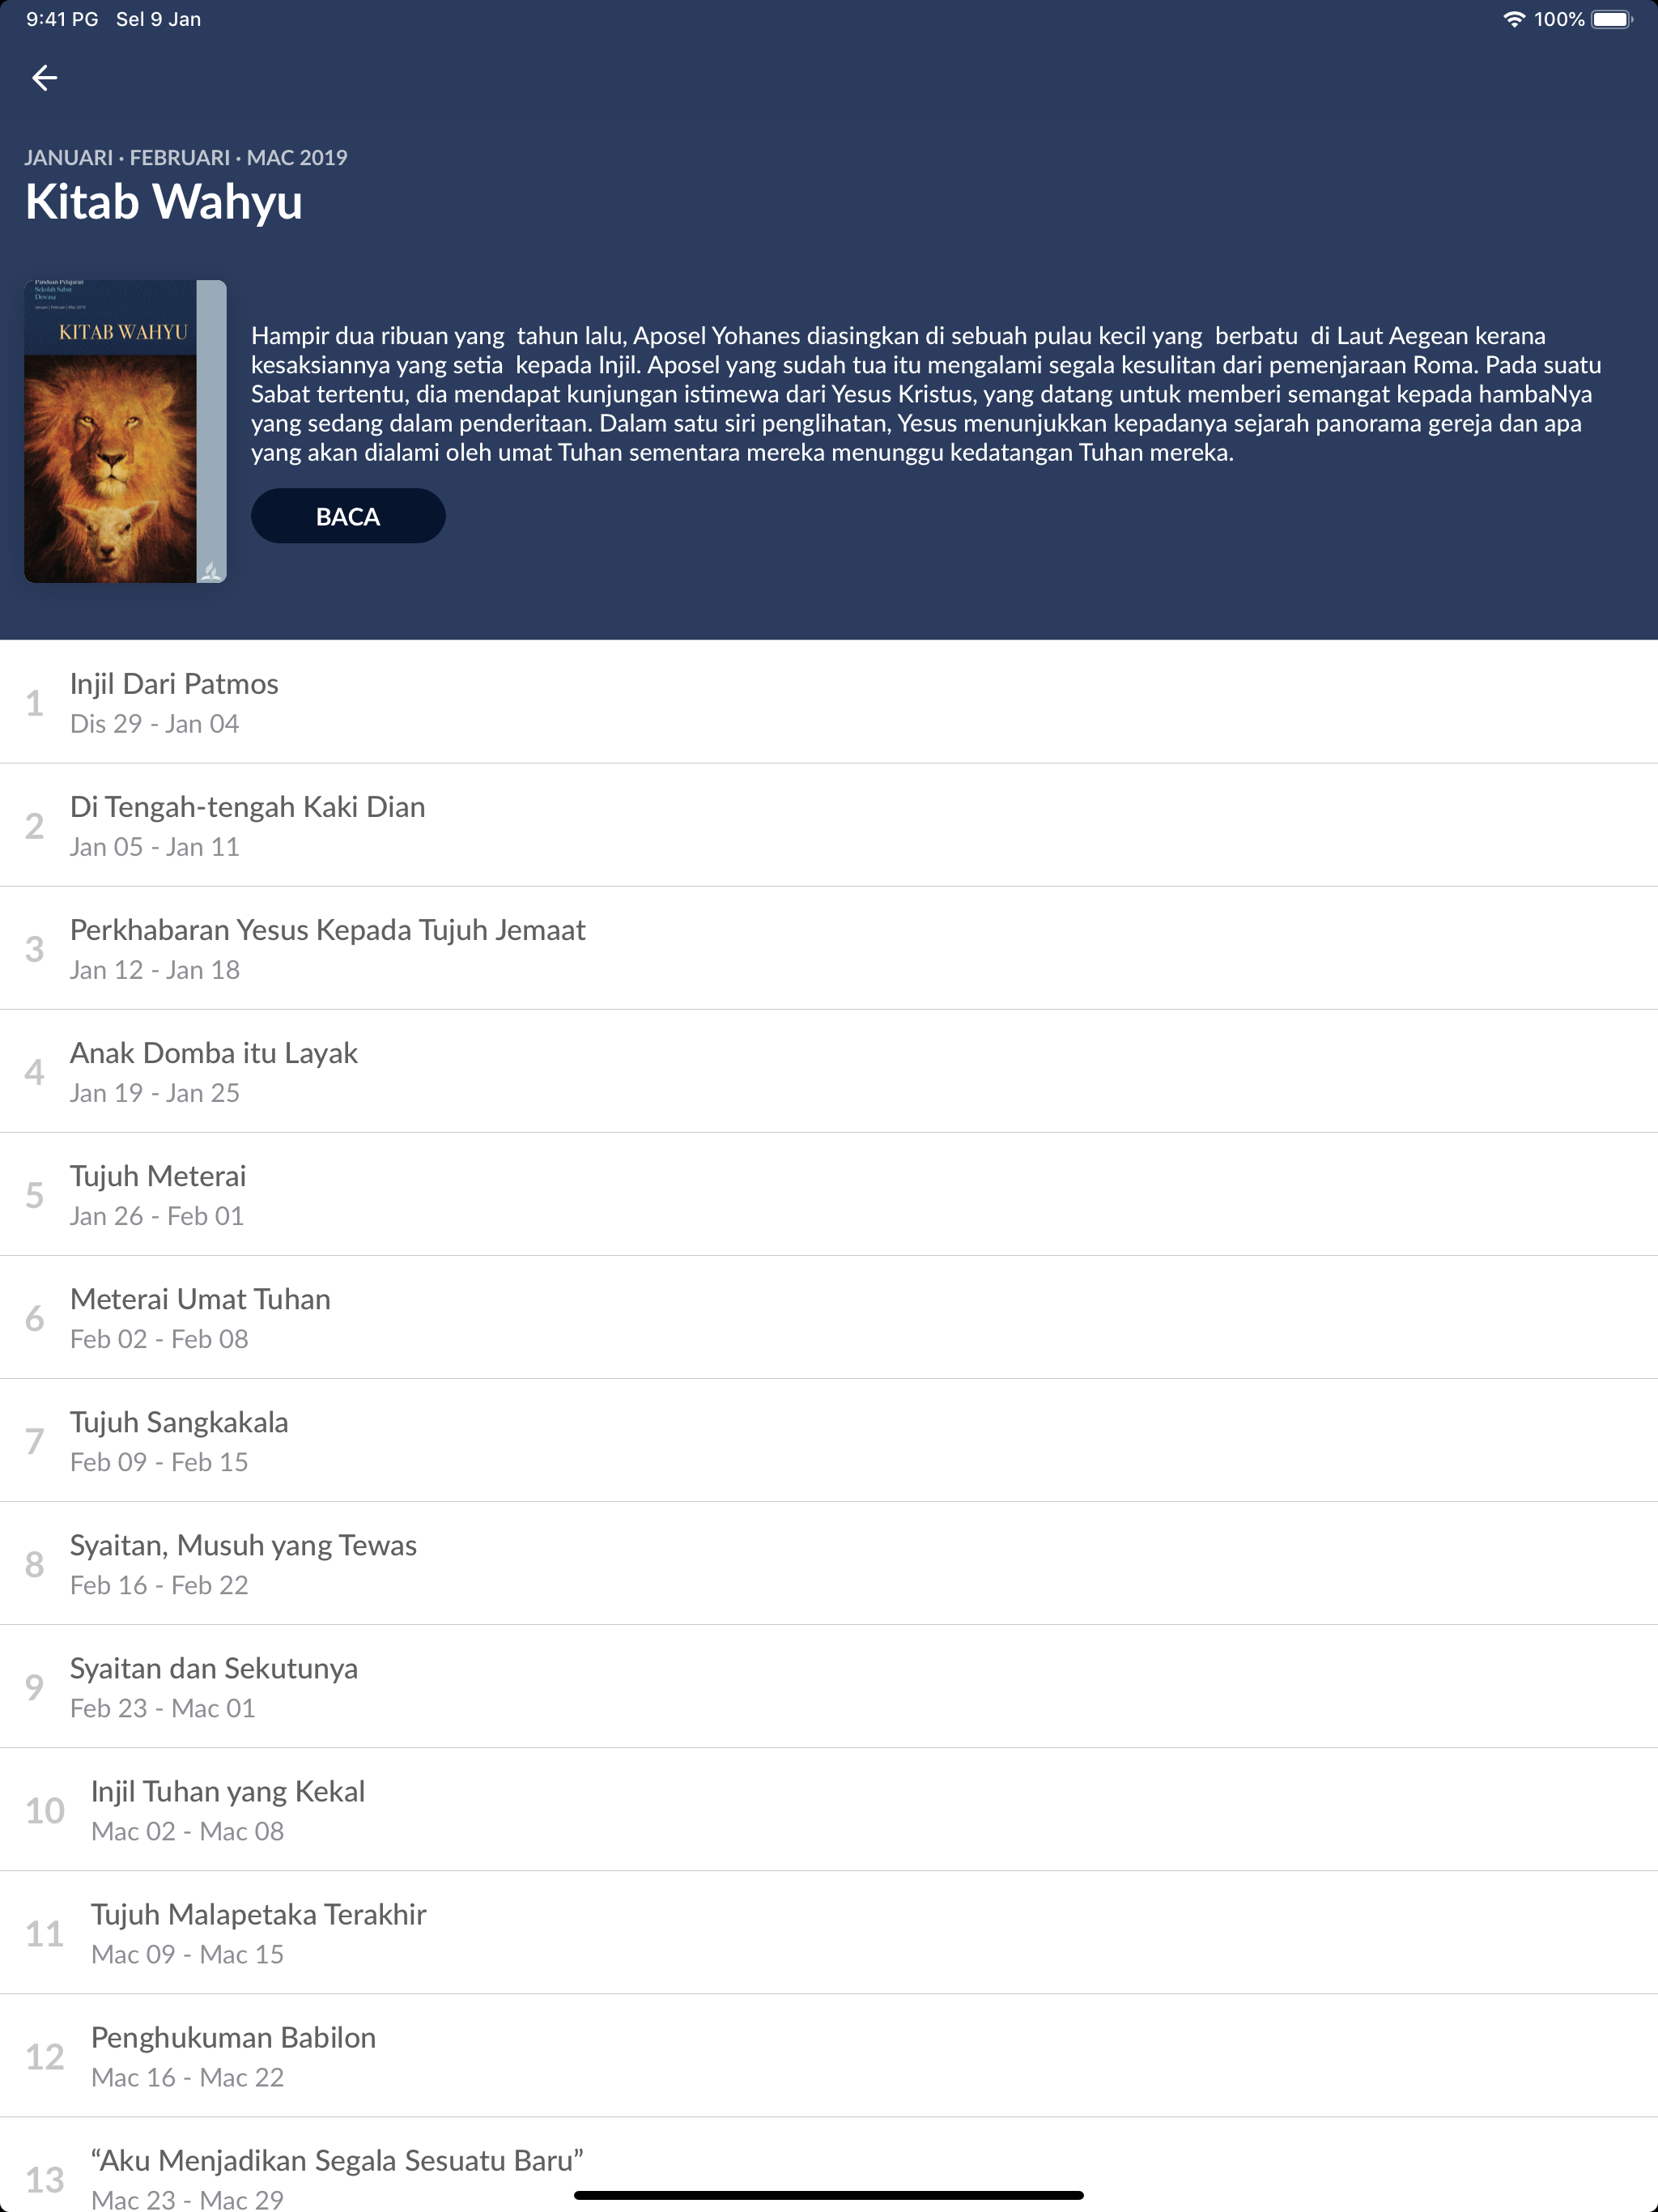 9:41 PG Sel 9 Jan
100%
JANUARI · FEBRUARI · MAC 2019
Kitab Wahyu
Panduan Pelajaran
Sekolah Sabat
Dewasa
Januari | Februari | Mac 2019
KITAB WAHYU
Hampir dua ribuan yang  tahun lalu, Aposel Yohanes diasingkan di sebuah pulau kecil yang  berbatu  di Laut Aegean kerana
kesaksiannya yang setia  kepada Injil. Aposel yang sudah tua itu mengalami segala kesulitan dari pemenjaraan Roma. Pada suatu
Sabat tertentu, dia mendapat kunjungan istimewa dari Yesus Kristus, yang datang untuk memberi semangat kepada hambaNya
yang sedang dalam penderitaan. Dalam satu siri penglihatan, Yesus menunjukkan kepadanya sejarah panorama gereja dan apa
yang akan dialami oleh umat Tuhan sementara mereka menunggu kedatangan Tuhan mereka.
BACA
1
Injil Dari Patmos
Dis 29 - Jan 04
2
Di Tengah-tengah Kaki Dian
Jan 05 - Jan 11
3
Perkhabaran Yesus Kepada Tujuh Jemaat
Jan 12 - Jan 18
4
Anak Domba itu Layak
Jan 19 - Jan 25
5
Tujuh Meterai
Jan 26 - Feb 01
6
Meterai Umat Tuhan
Feb 02 - Feb 08
7
Tujuh Sangkakala
Feb 09 - Feb 15
8
Syaitan, Musuh yang Tewas
Feb 16 - Feb 22
9
Syaitan dan Sekutunya
Feb 23 - Mac 01
10
Injil Tuhan yang Kekal
Mac 02 - Mac 08
11
Tujuh Malapetaka Terakhir
Mac 09 - Mac 15
12
Penghukuman Babilon
Mac 16 - Mac 22
13
“Aku Menjadikan Segala Sesuatu Baru”
Mac 23 - Mac 29